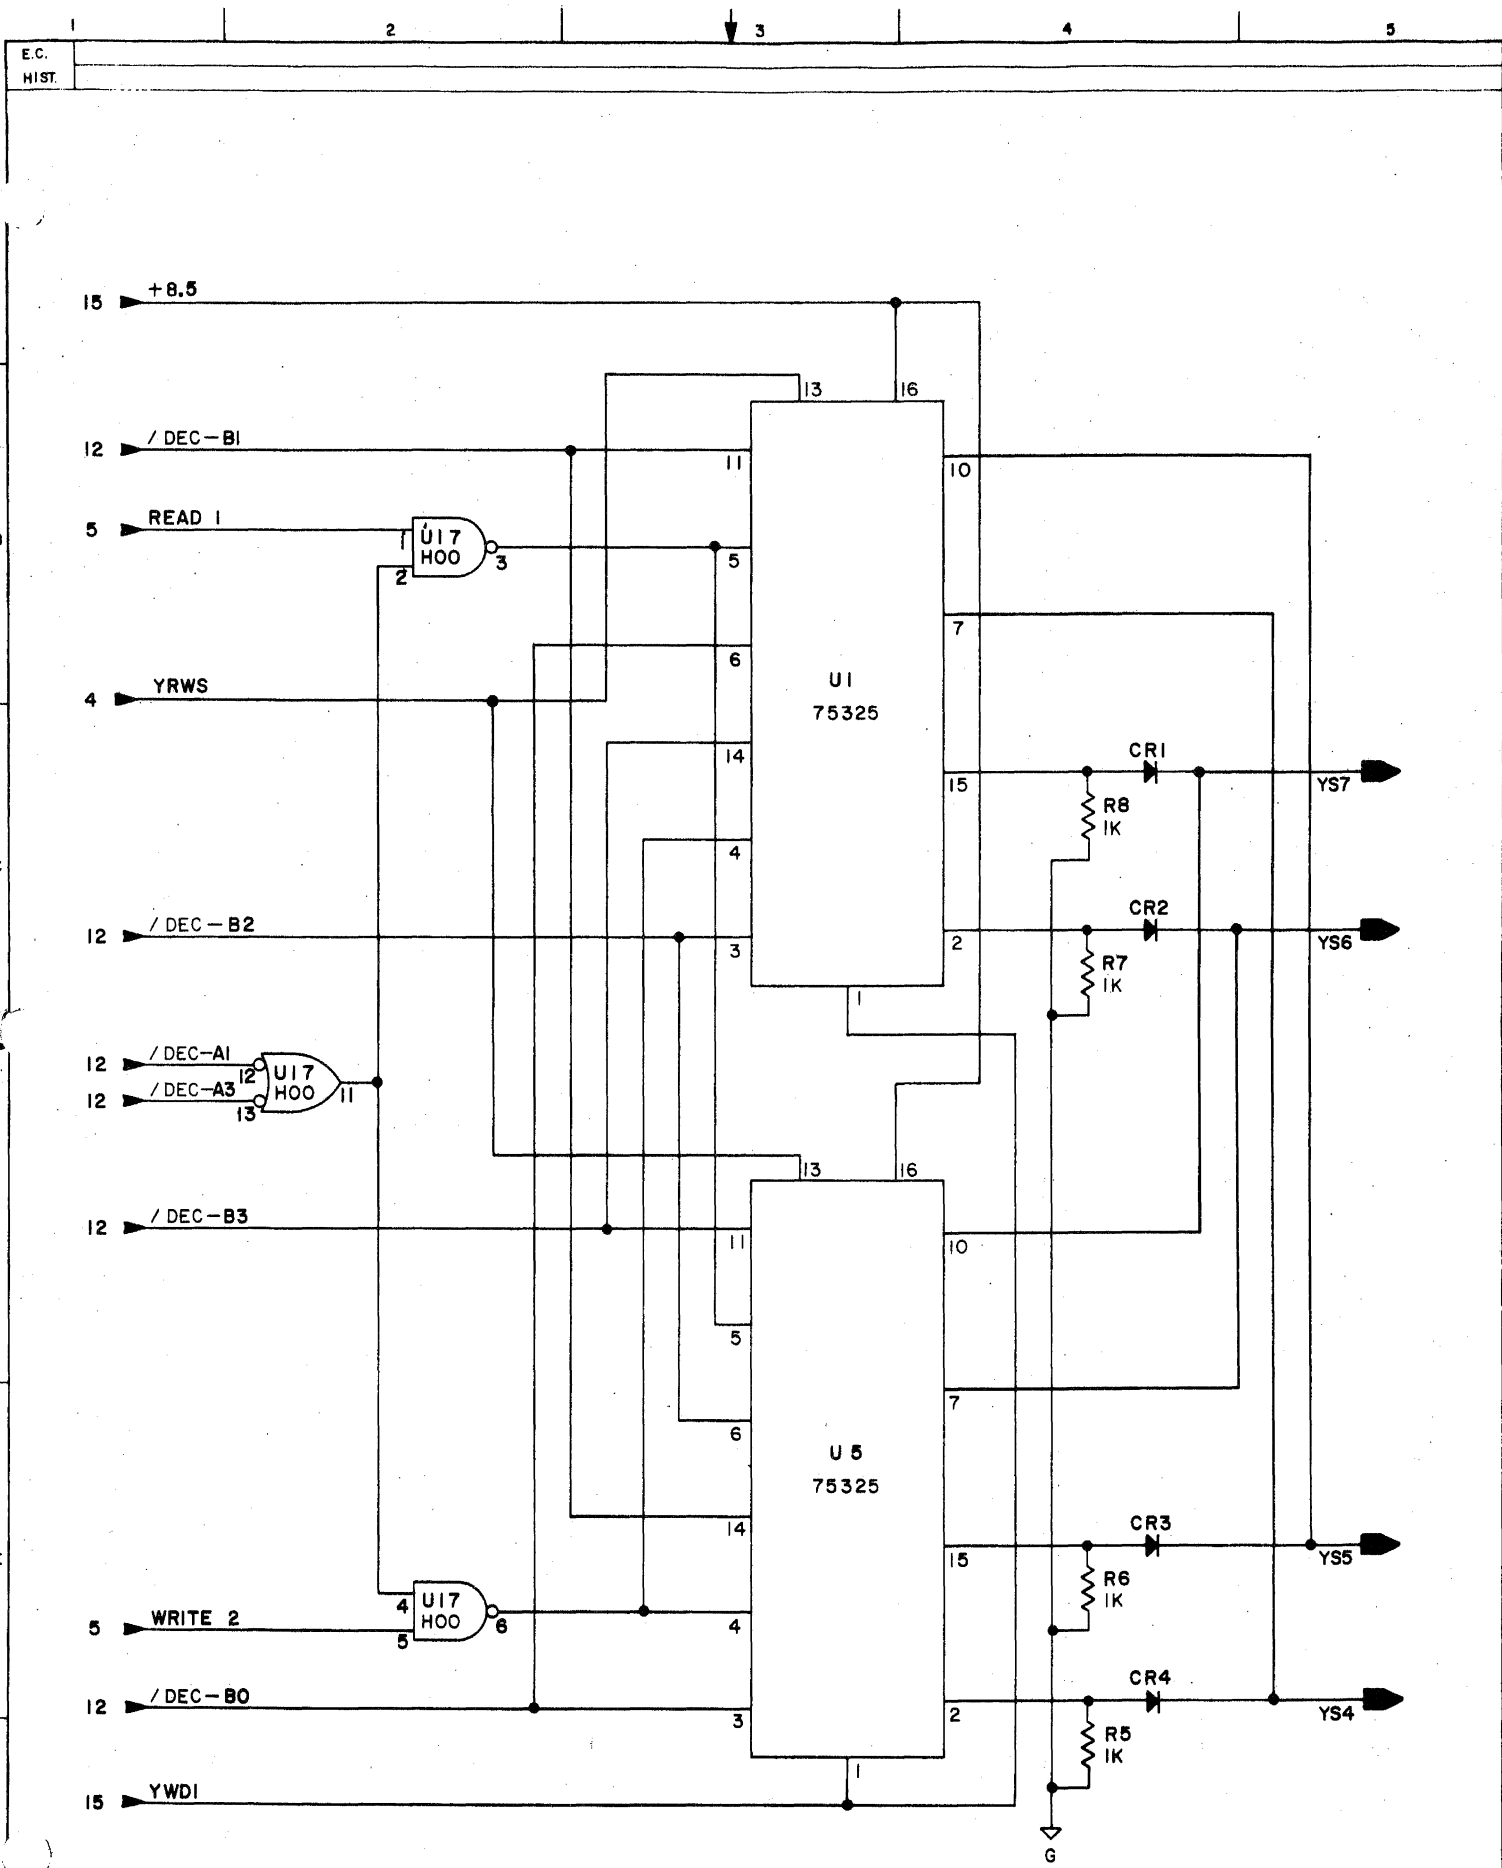 1 2 3 4 5
E.C.
HIST.
15 +8.5
13 16
12 / DEC-B1 11 10
5 READ 1
1 U17
H00
2 3 5
7
6
4 YRWS
U1
75325
14
CR1
15 YS7
R8
1K
4
12 / DEC-B2 3
CR2
2 YS6
R7
1K
1
12 / DEC-A1
12 U17
H00 11
12 / DEC-A3
13
13 16
12 / DEC-B3 11 10
5
7
6
U5
75325
14
CR3
15 YS5
R6
1K
4 U17
H00
5 WRITE 2 5 6 4
12 / DEC-B0 3
CR4
2 YS4
R5
1K
1
15 YWD1
G